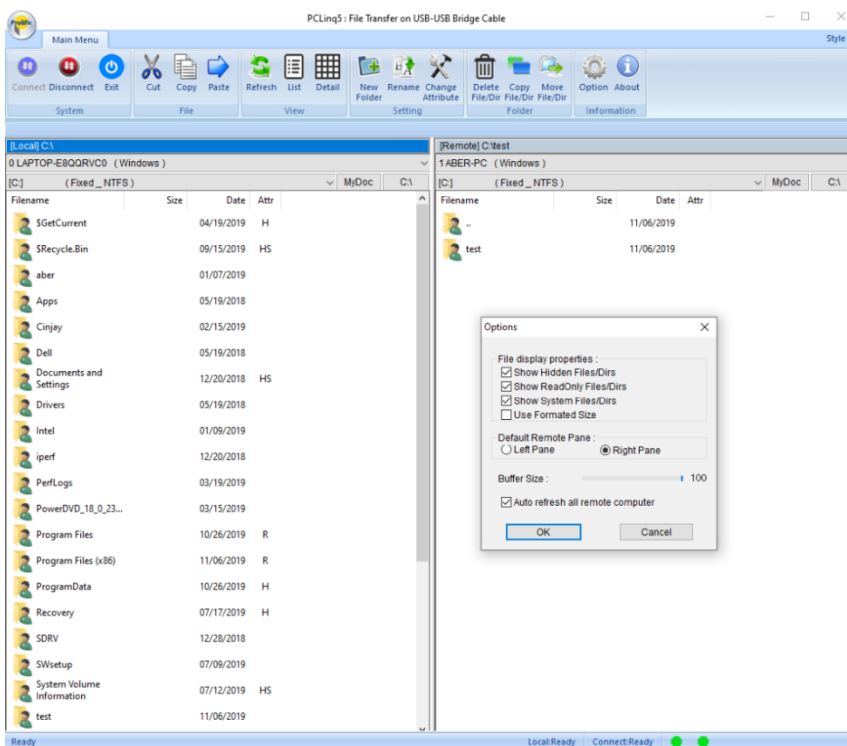 Prolific
PCLinq5 : File Transfer on USB-USB Bridge Cable
Main Menu
Style
Connect Disconnect Exit Cut Copy Paste Refresh List Detail New Folder Rename Change Attribute Delete File/Dir Copy File/Dir Move File/Dir Option About
System File View Setting Folder Information
[Local] C:\
0 LAPTOP-E8QQRVC0 ( Windows )
[C:] ( Fixed _ NTFS ) MyDoc C:\
Filename Size Date Attr
$GetCurrent 04/19/2019 H
$Recycle.Bin 09/15/2019 HS
aber 01/07/2019
Apps 05/19/2018
Cinjay 02/15/2019
Dell 05/19/2018
Documents and
Settings 12/20/2018 HS
Drivers 05/19/2018
Intel 01/09/2019
iperf 12/20/2018
PerfLogs 03/19/2019
PowerDVD_18_0_23... 03/15/2019
Program Files 10/26/2019 R
Program Files (x86) 11/06/2019 R
ProgramData 10/26/2019 H
Recovery 07/17/2019 H
SDRV 12/28/2018
SWsetup 07/09/2019
System Volume
Information 07/12/2019 HS
test 11/06/2019
[Remote] C:\test
1 ABER-PC ( Windows )
[C:] ( Fixed _ NTFS ) MyDoc C:\
Filename Size Date Attr
.. 11/06/2019
test 11/06/2019
Options
File display properties :
Show Hidden Files/Dirs
Show ReadOnly Files/Dirs
Show System Files/Dirs
Use Formated Size
Default Remote Pane :
Left Pane Right Pane
Buffer Size : 100
Auto refresh all remote computer
OK Cancel
Ready Local:Ready Connect:Ready